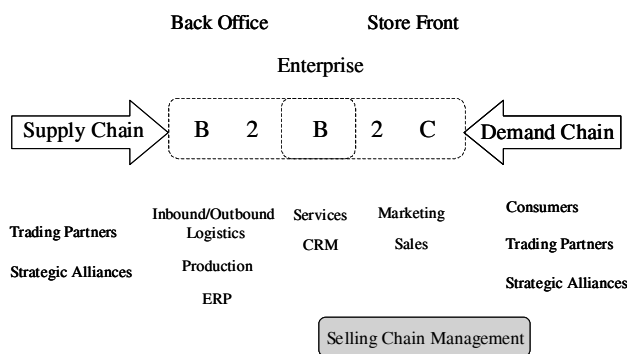 Back Office
Store Front
Enterprise
Supply Chain
B 2 B 2 C
Demand Chain
Trading Partners
Strategic Alliances
Inbound/Outbound
Logistics
Production
ERP
Services
CRM
Marketing
Sales
Consumers
Trading Partners
Strategic Alliances
Selling Chain Management